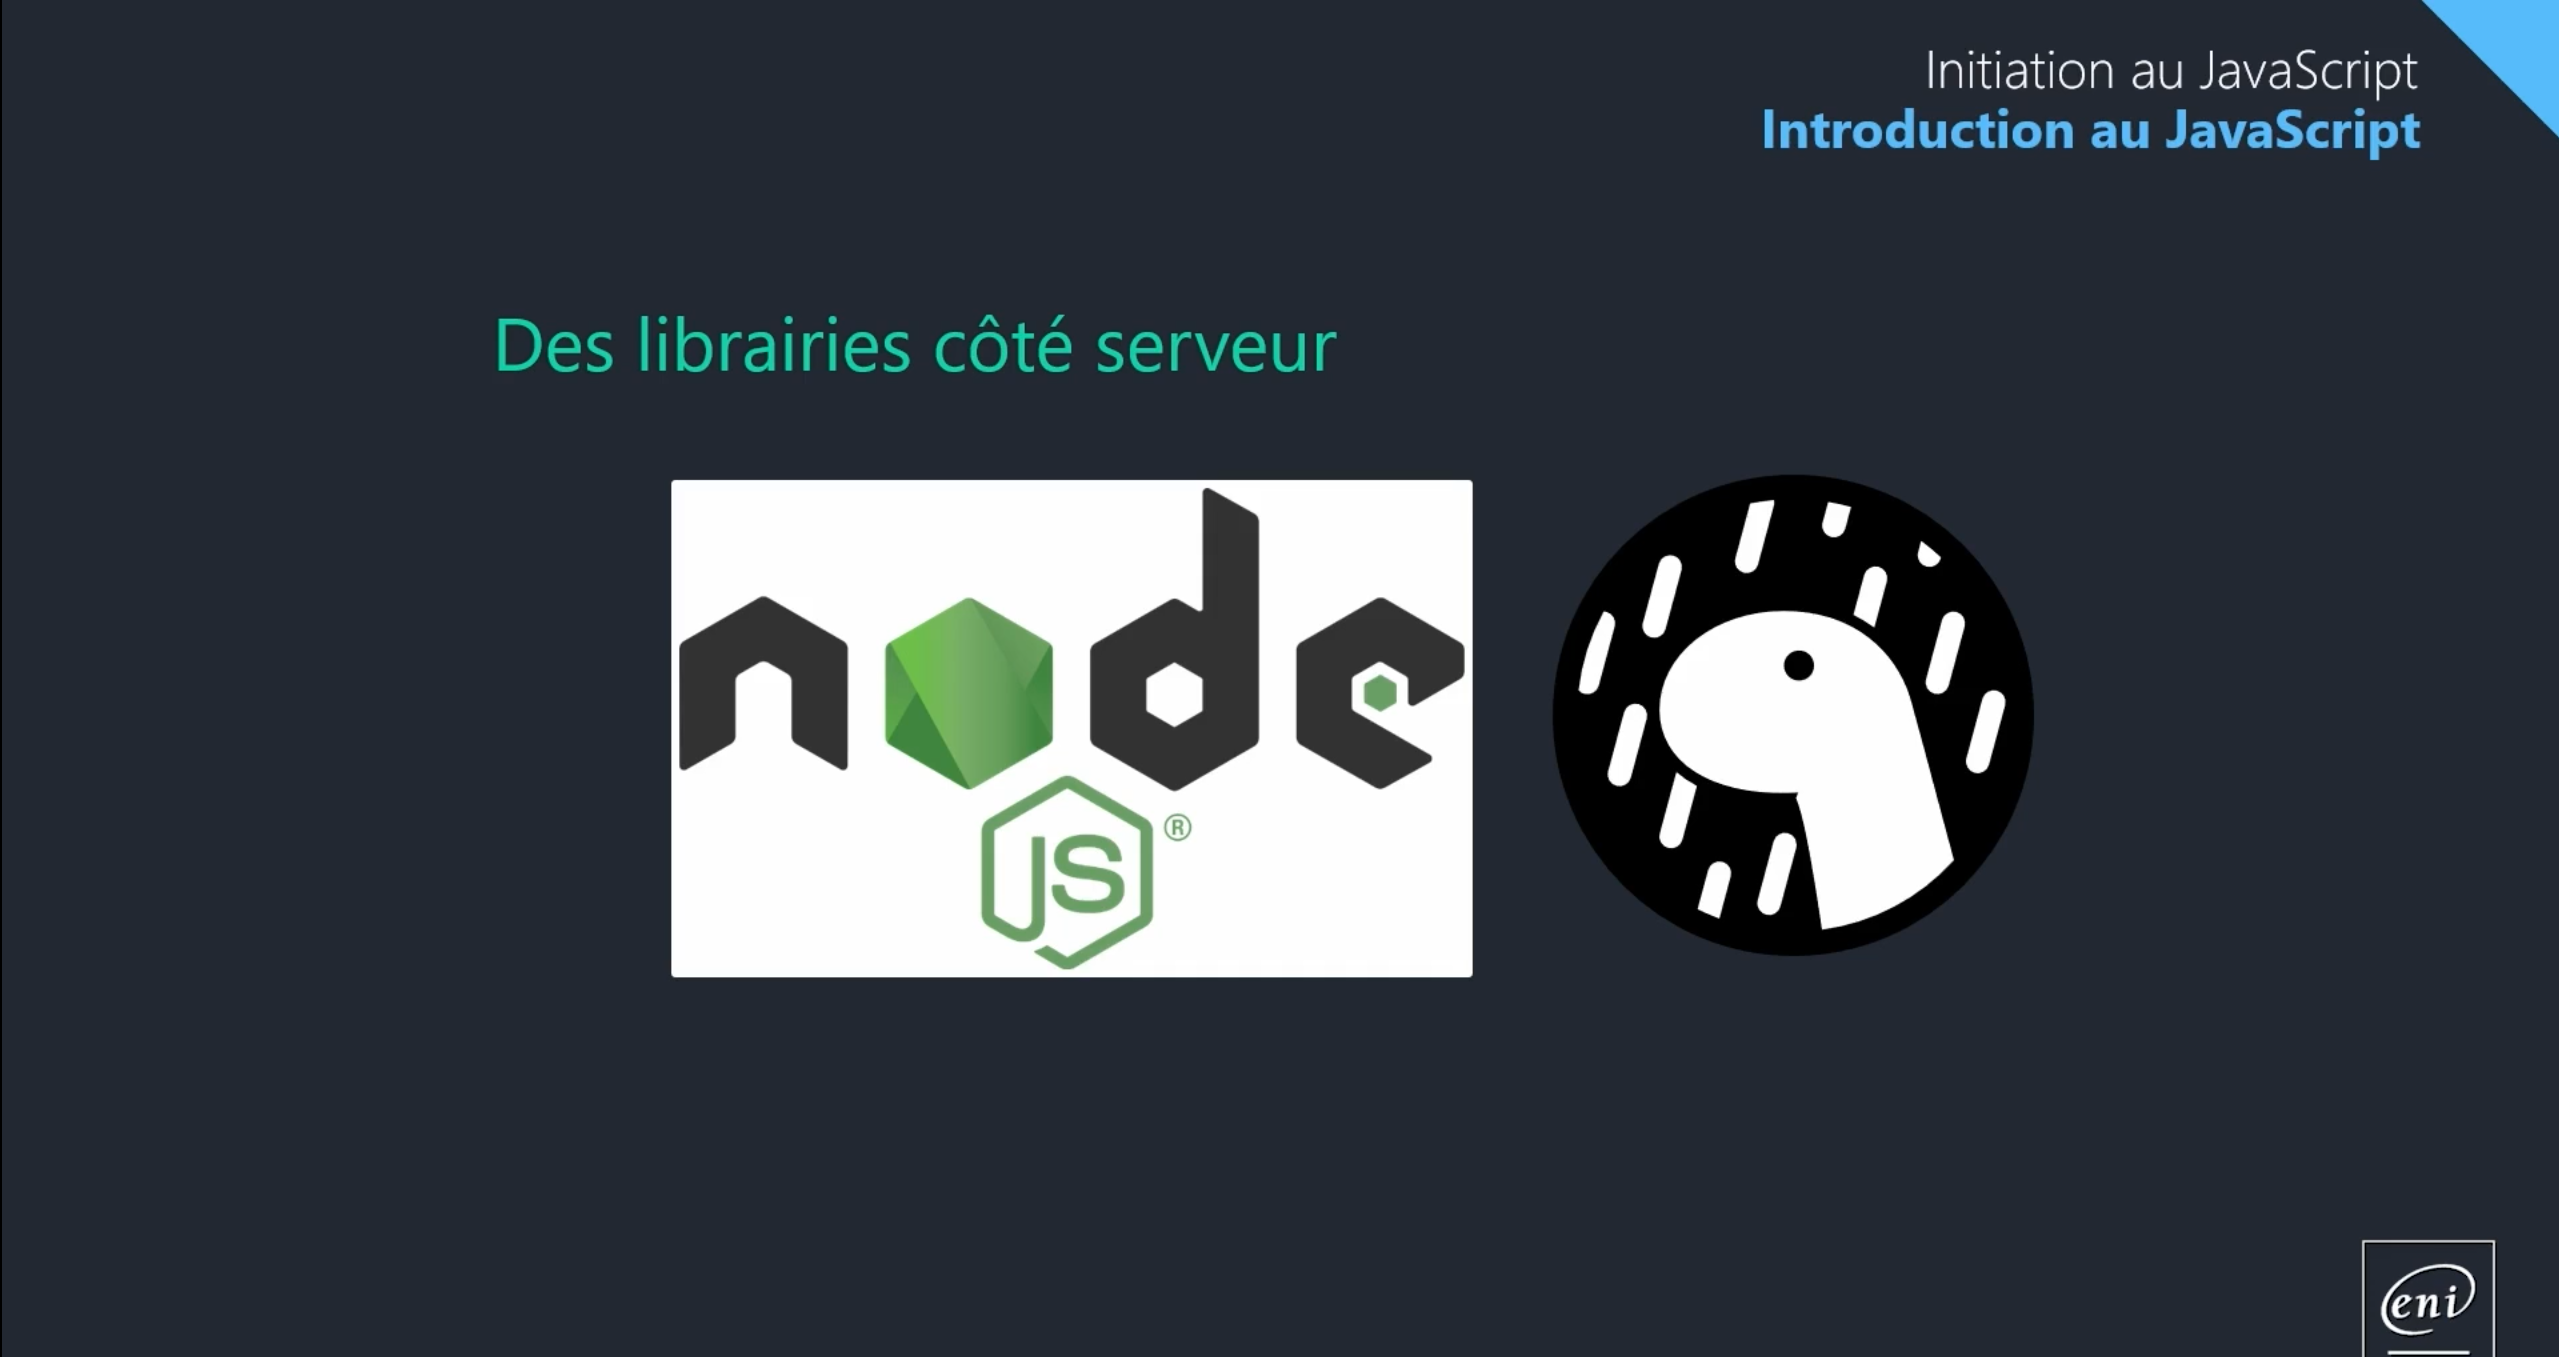 Initiation au JavaScript
Introduction au JavaScript
Des librairies côté serveur
node
JS®
eni